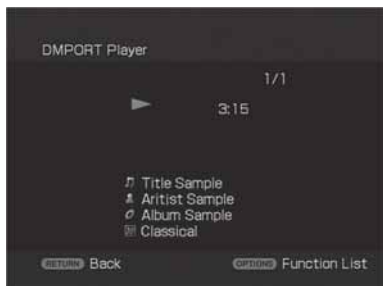 DMPORT Player
1/1
3:15
Title Sample
Aritist Sample
Album Sample
Classical
RETURN Back
OPTIONS Function List